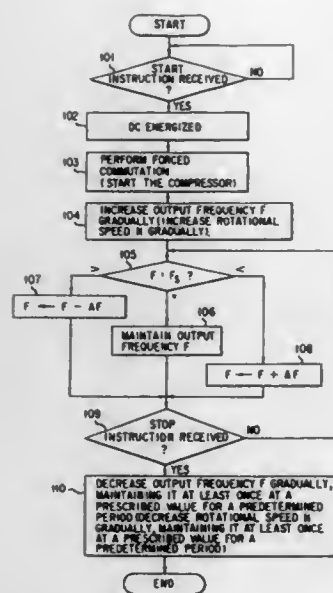 START
101
START
INSTRUCTION RECEIVED
?
NO
YES
102
DC ENERGIZED
103
PERFORM FORCED
COMMUTATION
(START THE COMPRESSOR)
104
INCREASE OUTPUT FREQUENCY F
GRADUALLY (INCREASE ROTATIONAL
SPEED N GRADUALLY)
105
F : Fs ?
>
<
=
107
F ← F - ΔF
106
MAINTAIN OUTPUT
FREQUENCY F
108
F ← F + ΔF
109
STOP
INSTRUCTION RECEIVED
?
NO
YES
110
DECREASE OUTPUT FREQUENCY F GRADUALLY,
MAINTAINING IT AT LEAST ONCE AT A
PRESCRIBED VALUE FOR A PREDETERMINED
PERIOD (DECREASE ROTATIONAL SPEED N
GRADUALLY, MAINTAINING IT AT LEAST ONCE
AT A PRESCRIBED VALUE FOR A
PREDETERMINED PERIOD)
END